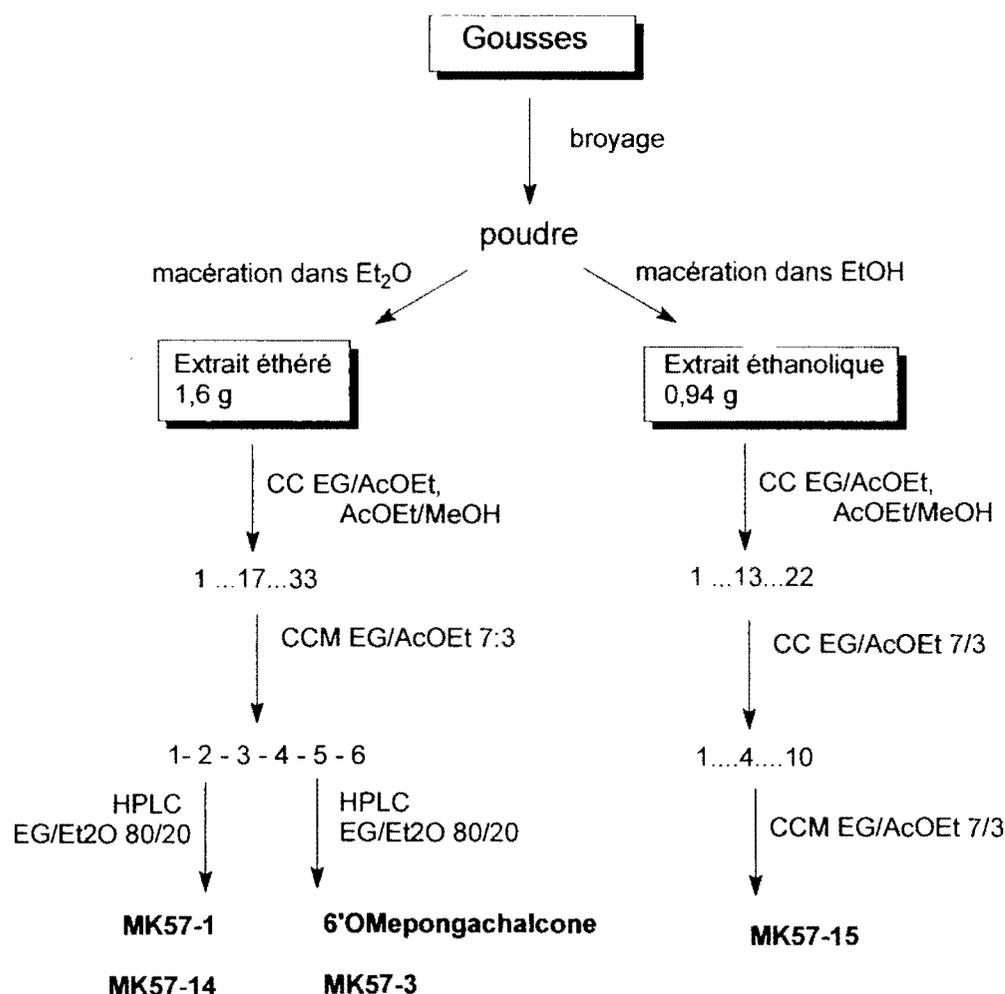 Gousses
broyage
poudre
macération dans Et₂O
macération dans EtOH
Extrait éthéré
1,6 g
Extrait éthanolique
0,94 g
CC EG/AcOEt,
AcOEt/MeOH
CC EG/AcOEt,
AcOEt/MeOH
1 ...17...33
1 ...13...22
CCM EG/AcOEt 7:3
CC EG/AcOEt 7/3
1- 2 - 3 - 4 - 5 - 6
1....4....10
HPLC
EG/Et2O 80/20
HPLC
EG/Et2O 80/20
CCM EG/AcOEt 7/3
MK57-1
6'OMepongachalcone
MK57-15
MK57-14
MK57-3